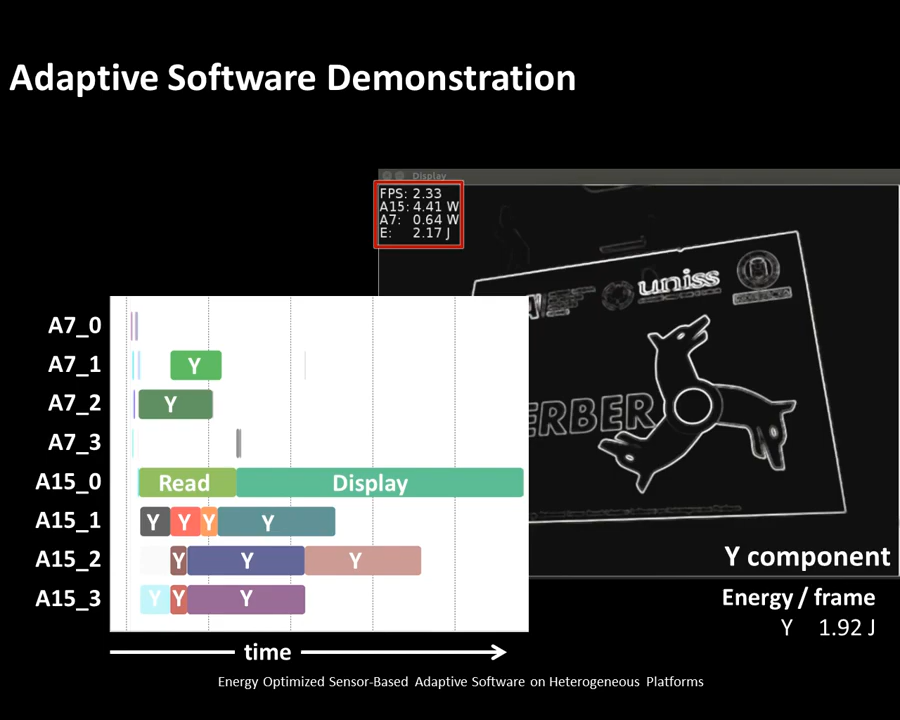 Adaptive Software Demonstration
Display
FPS: 2.33
A15: 4.41 W
A7: 0.64 W
E: 2.17 J
uniss
ERBER
A7_0
A7_1
Y
A7_2
Y
A7_3
A15_0
Read
Display
A15_1
Y
Y
Y
Y
A15_2
Y
Y
Y
A15_3
Y
Y
Y
time
Y component
Energy / frame
Y 1.92 J
Energy Optimized Sensor-Based Adaptive Software on Heterogeneous Platforms